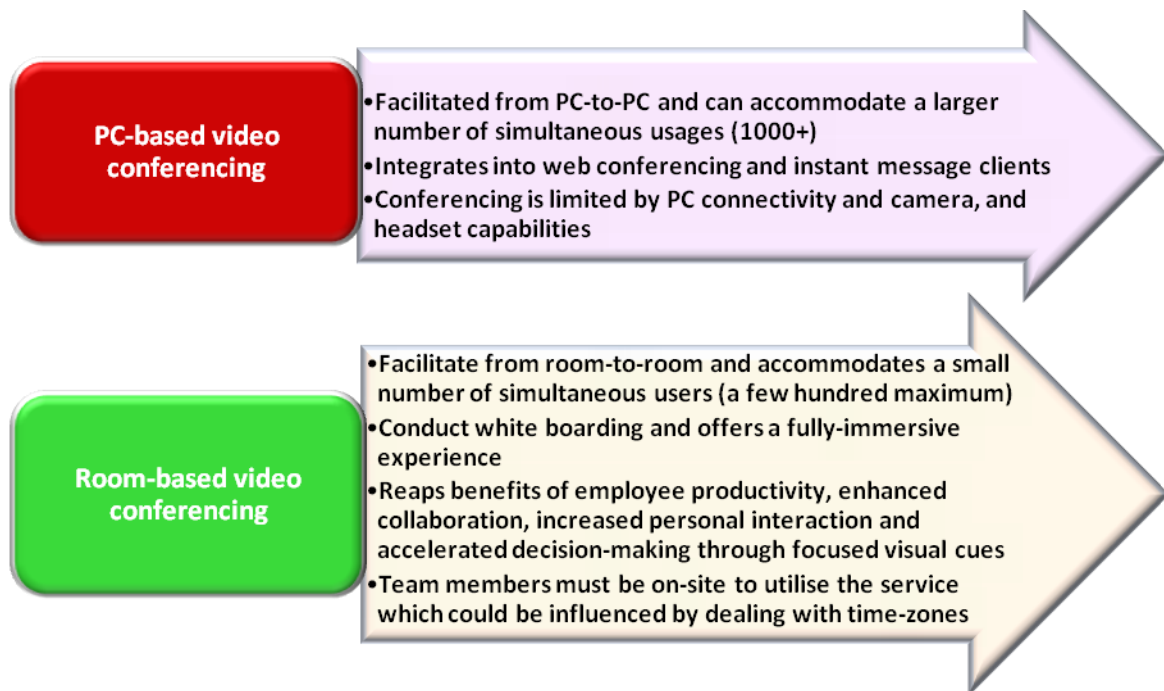 PC-based video
conferencing
•Facilitated from PC-to-PC and can accommodate a larger
number of simultaneous usages (1000+)
•Integrates into web conferencing and instant message clients
•Conferencing is limited by PC connectivity and camera, and
headset capabilities
Room-based video
conferencing
•Facilitate from room-to-room and accommodates a small
number of simultaneous users (a few hundred maximum)
•Conduct white boarding and offers a fully-immersive
experience
•Reaps benefits of employee productivity, enhanced
collaboration, increased personal interaction and
accelerated decision-making through focused visual cues
•Team members must be on-site to utilise the service
which could be influenced by dealing with time-zones